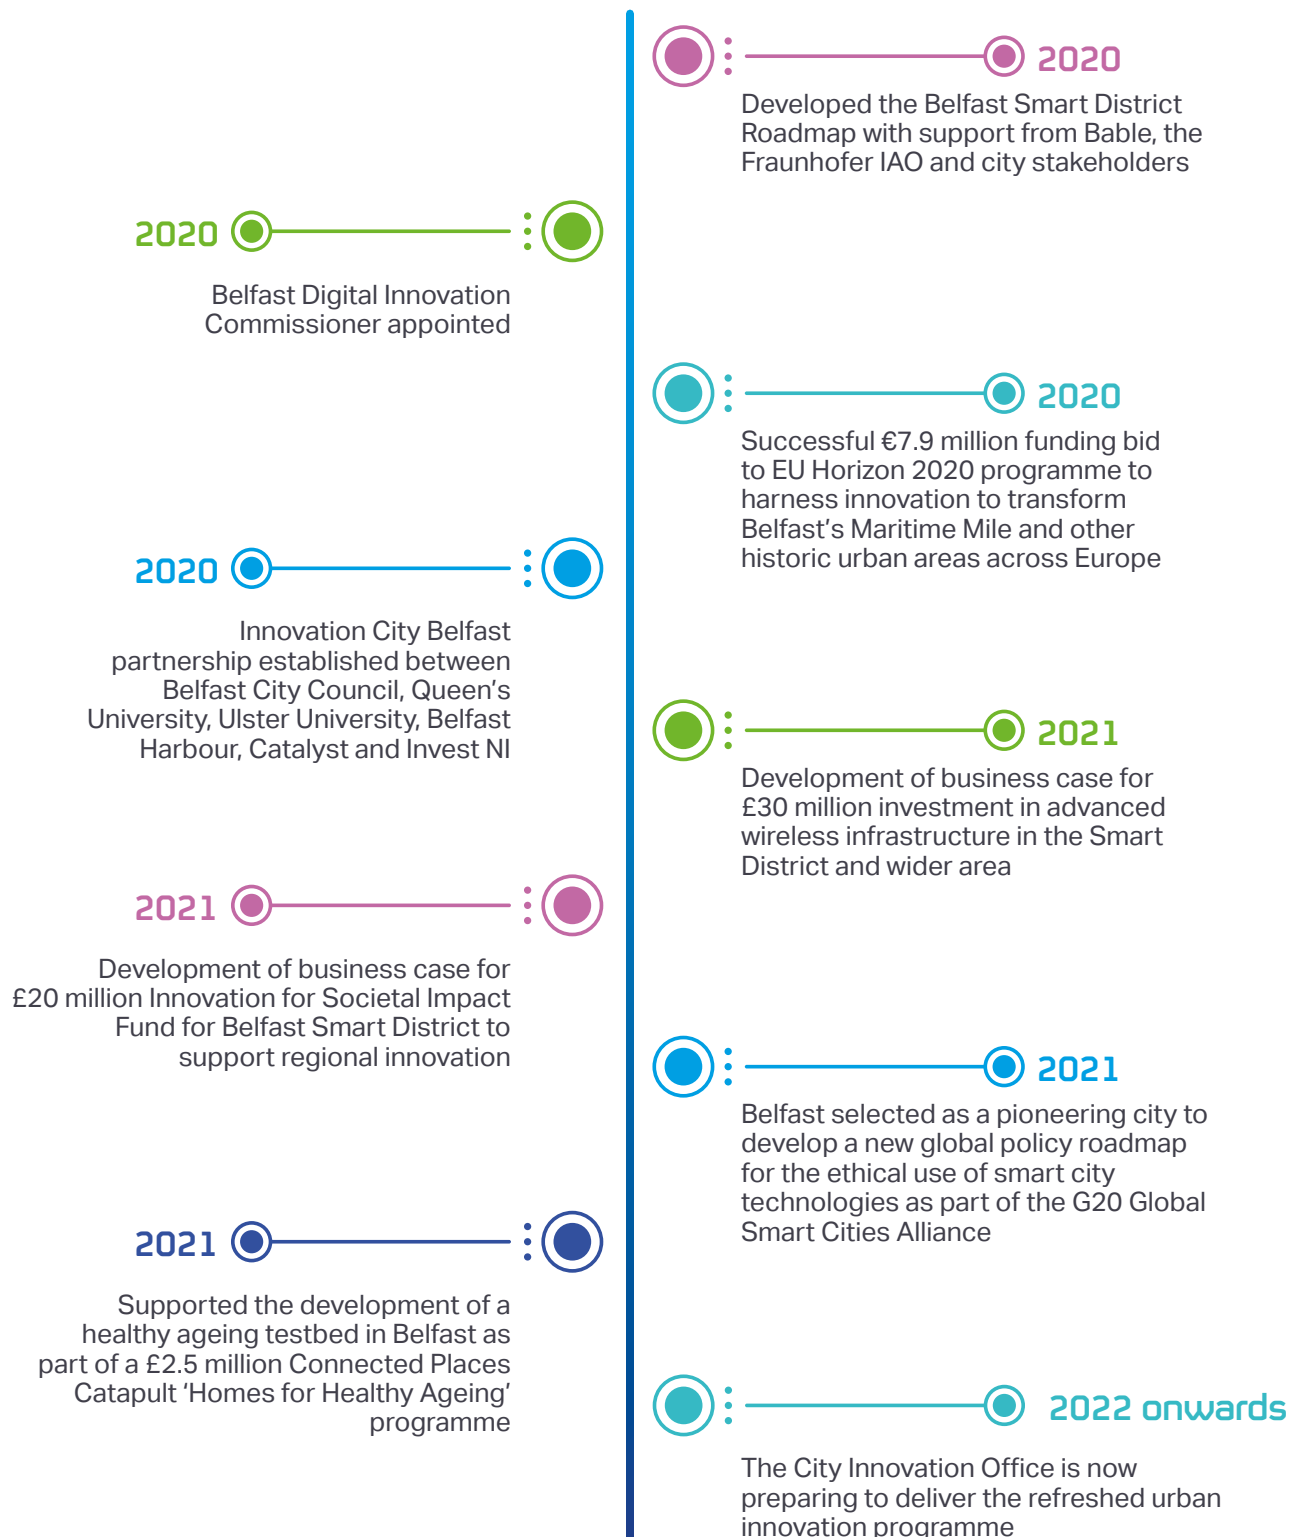 2020
Developed the Belfast Smart District
Roadmap with support from Bable, the
Fraunhofer IAO and city stakeholders
2020
Belfast Digital Innovation
Commissioner appointed
2020
Successful €7.9 million funding bid
to EU Horizon 2020 programme to
harness innovation to transform
Belfast's Maritime Mile and other
historic urban areas across Europe
2020
Innovation City Belfast
partnership established between
Belfast City Council, Queen's
University, Ulster University, Belfast
Harbour, Catalyst and Invest NI
2021
Development of business case for
£30 million investment in advanced
wireless infrastructure in the Smart
District and wider area
2021
Development of business case for
£20 million Innovation for Societal Impact
Fund for Belfast Smart District to
support regional innovation
2021
Belfast selected as a pioneering city to
develop a new global policy roadmap
for the ethical use of smart city
technologies as part of the G20 Global
Smart Cities Alliance
2021
Supported the development of a
healthy ageing testbed in Belfast as
part of a £2.5 million Connected Places
Catapult ‘Homes for Healthy Ageing’
programme
2022 onwards
The City Innovation Office is now
preparing to deliver the refreshed urban
innovation programme